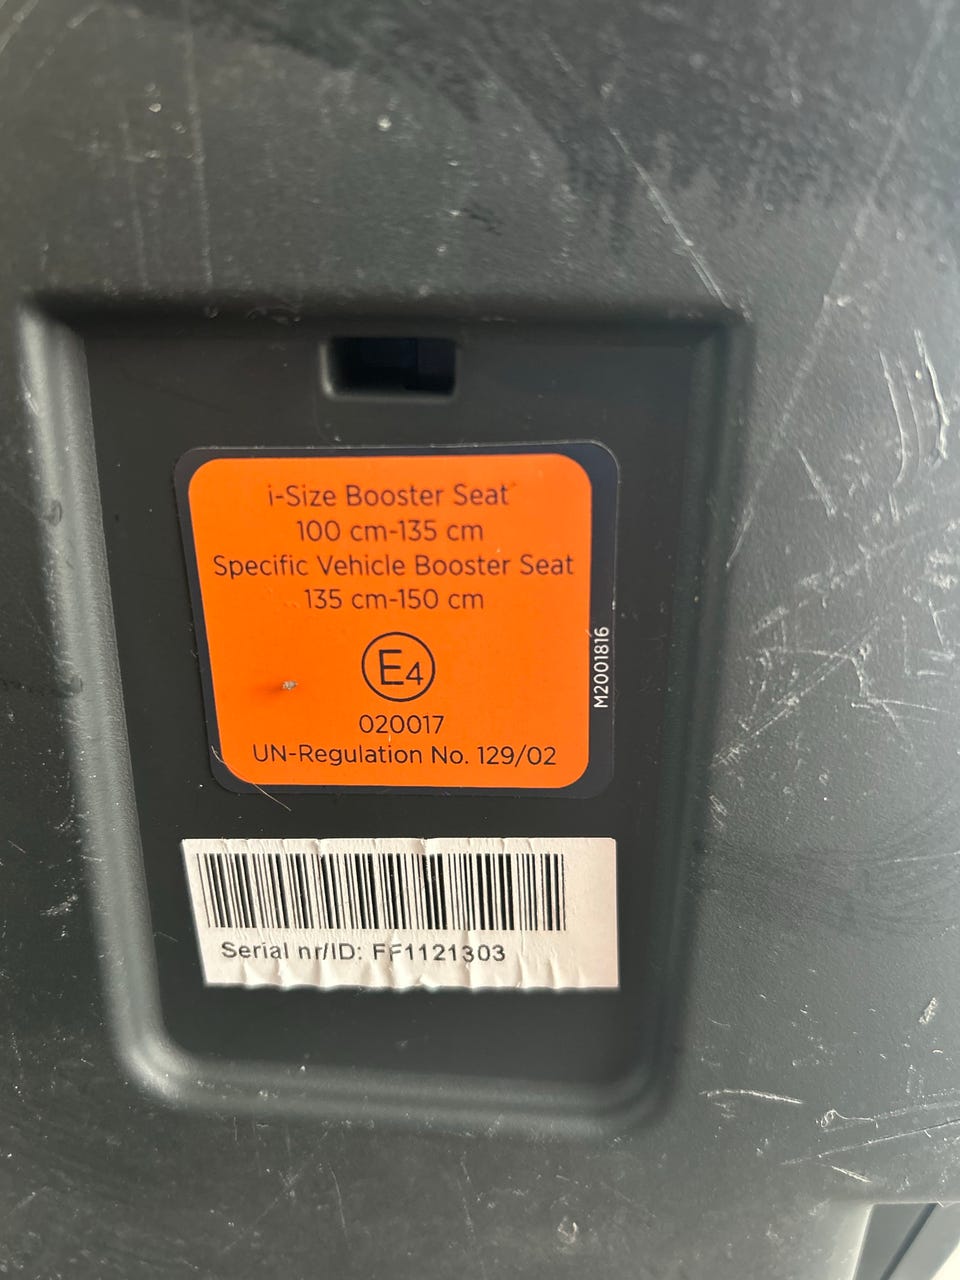 i-Size Booster Seat
100 cm-135 cm
Specific Vehicle Booster Seat
135 cm-150 cm
E4
020017
UN-Regulation No. 129/02
M2001816
Serial nr/ID: FF1121303